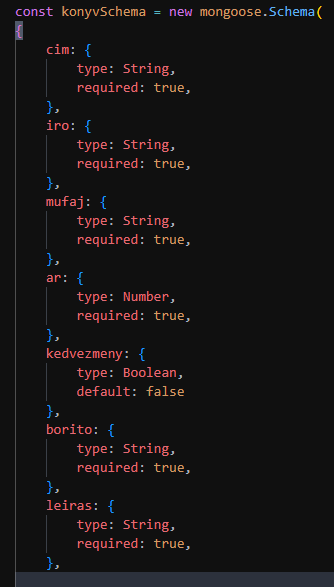 const konyvSchema = new mongoose.Schema(
{
    cim: {
        type: String,
        required: true,
    },
    iro: {
        type: String,
        required: true,
    },
    mufaj: {
        type: String,
        required: true,
    },
    ar: {
        type: Number,
        required: true,
    },
    kedvezmeny: {
        type: Boolean,
        default: false
    },
    borito: {
        type: String,
        required: true,
    },
    leiras: {
        type: String,
        required: true,
    },